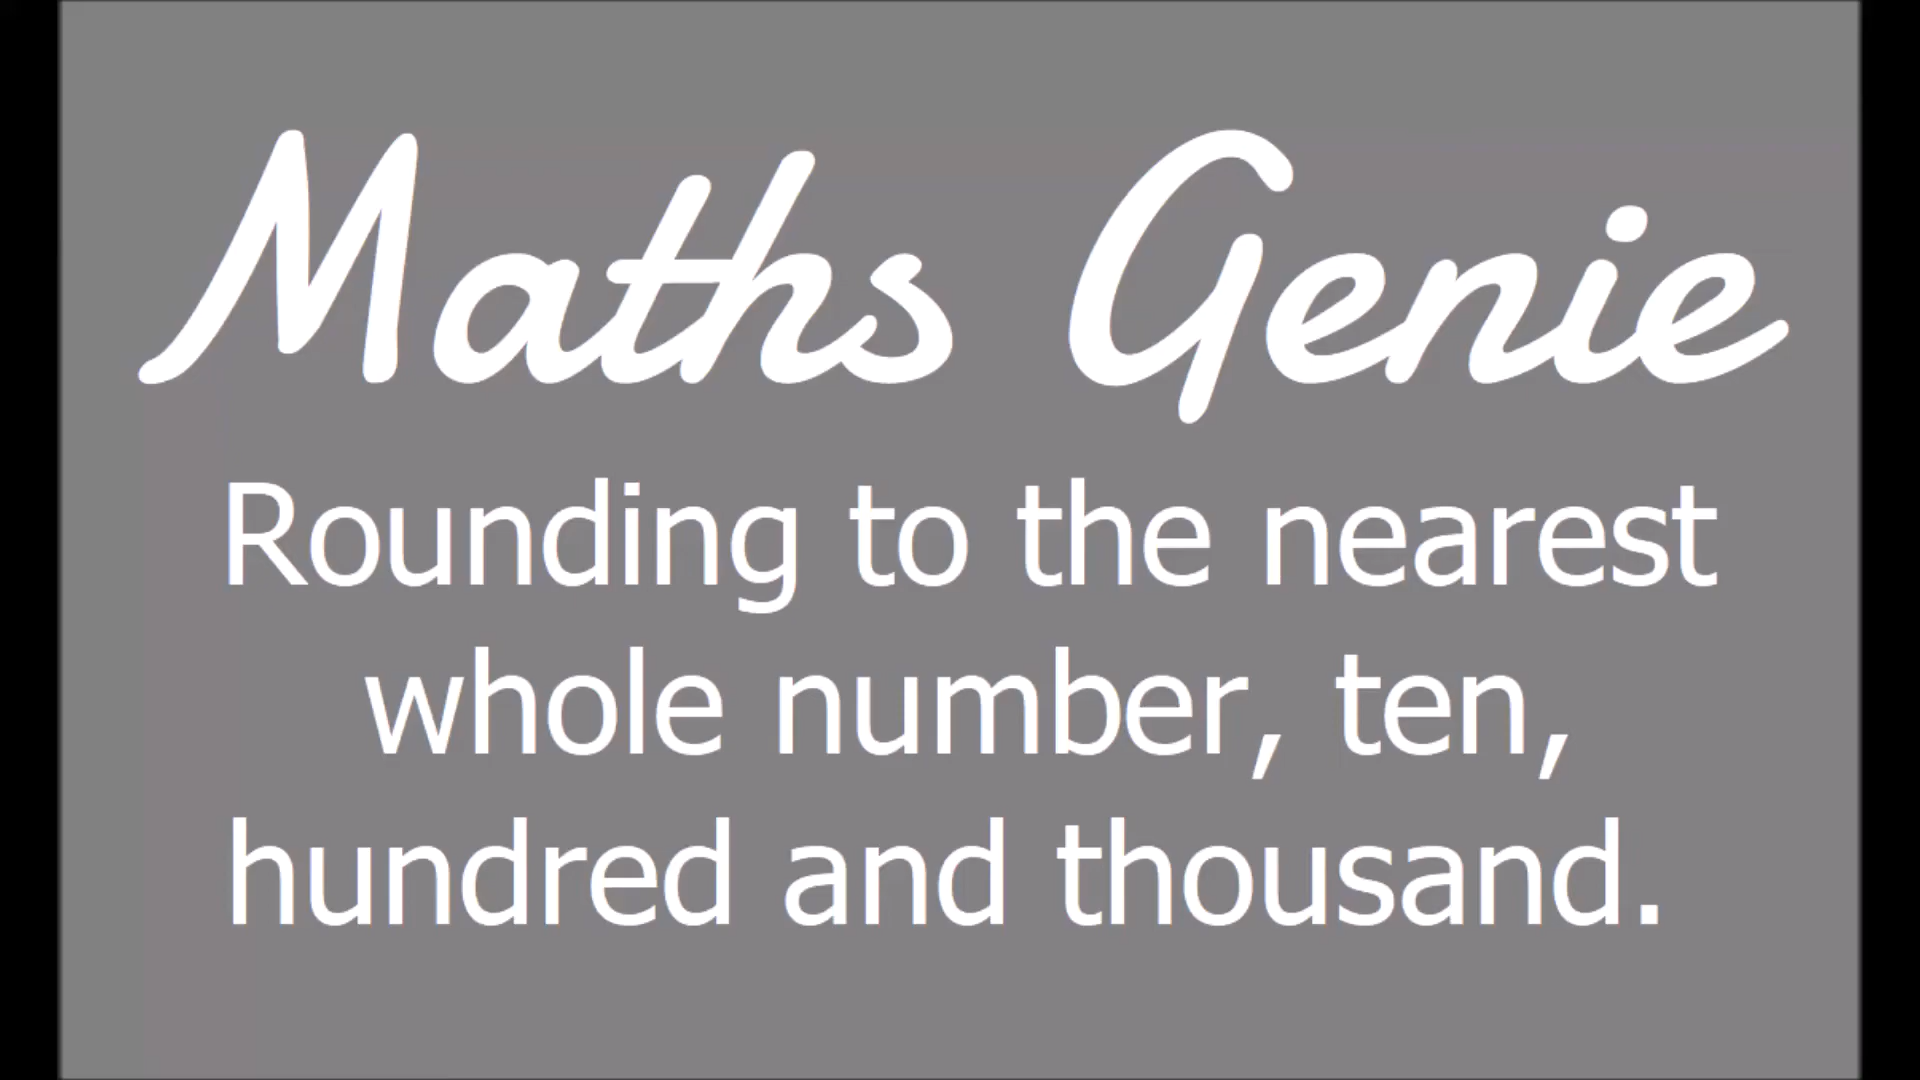 Maths Genie
Rounding to the nearest
whole number, ten,
hundred and thousand.